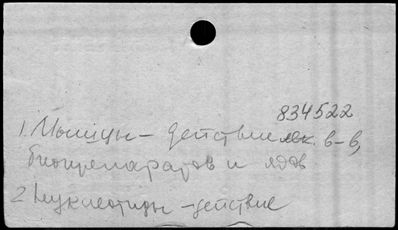 834522
1. Мышцы – действие лек. в-в,
биопрепаратов и ядов
2 Нуклеотиды – действие